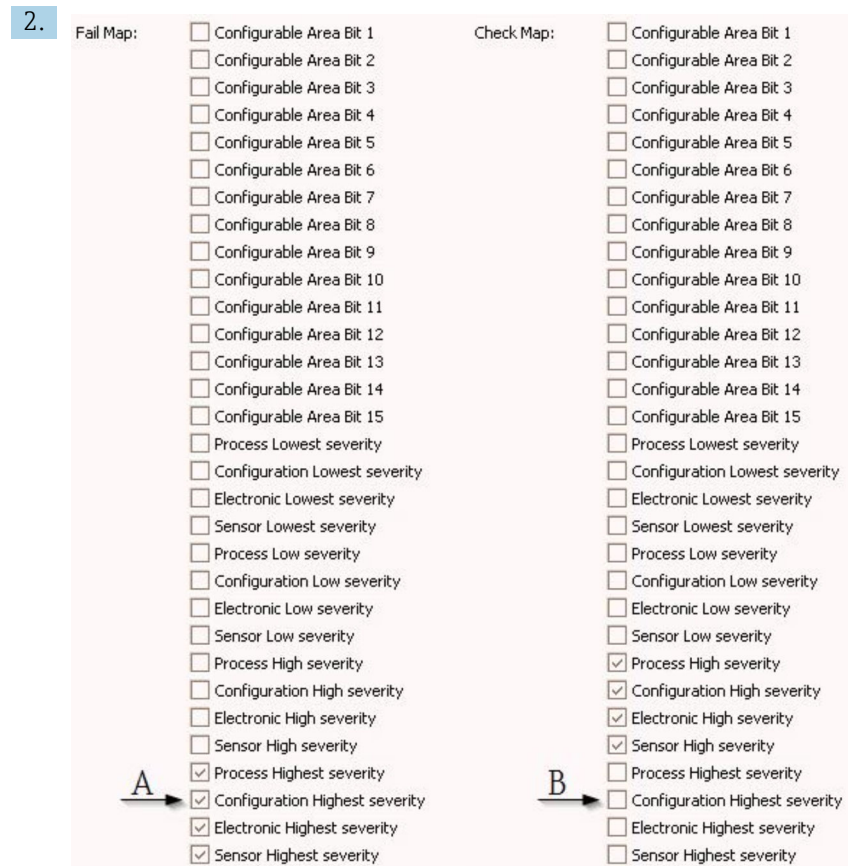 2.
Fail Map: Configurable Area Bit 1 Check Map: Configurable Area Bit 1
Configurable Area Bit 2 Configurable Area Bit 2
Configurable Area Bit 3 Configurable Area Bit 3
Configurable Area Bit 4 Configurable Area Bit 4
Configurable Area Bit 5 Configurable Area Bit 5
Configurable Area Bit 6 Configurable Area Bit 6
Configurable Area Bit 7 Configurable Area Bit 7
Configurable Area Bit 8 Configurable Area Bit 8
Configurable Area Bit 9 Configurable Area Bit 9
Configurable Area Bit 10 Configurable Area Bit 10
Configurable Area Bit 11 Configurable Area Bit 11
Configurable Area Bit 12 Configurable Area Bit 12
Configurable Area Bit 13 Configurable Area Bit 13
Configurable Area Bit 14 Configurable Area Bit 14
Configurable Area Bit 15 Configurable Area Bit 15
Process Lowest severity Process Lowest severity
Configuration Lowest severity Configuration Lowest severity
Electronic Lowest severity Electronic Lowest severity
Sensor Lowest severity Sensor Lowest severity
Process Low severity Process Low severity
Configuration Low severity Configuration Low severity
Electronic Low severity Electronic Low severity
Sensor Low severity Sensor Low severity
Process High severity Process High severity
Configuration High severity Configuration High severity
Electronic High severity Electronic High severity
Sensor High severity Sensor High severity
Process Highest severity Process Highest severity
A Configuration Highest severity B Configuration Highest severity
Electronic Highest severity Electronic Highest severity
Sensor Highest severity Sensor Highest severity